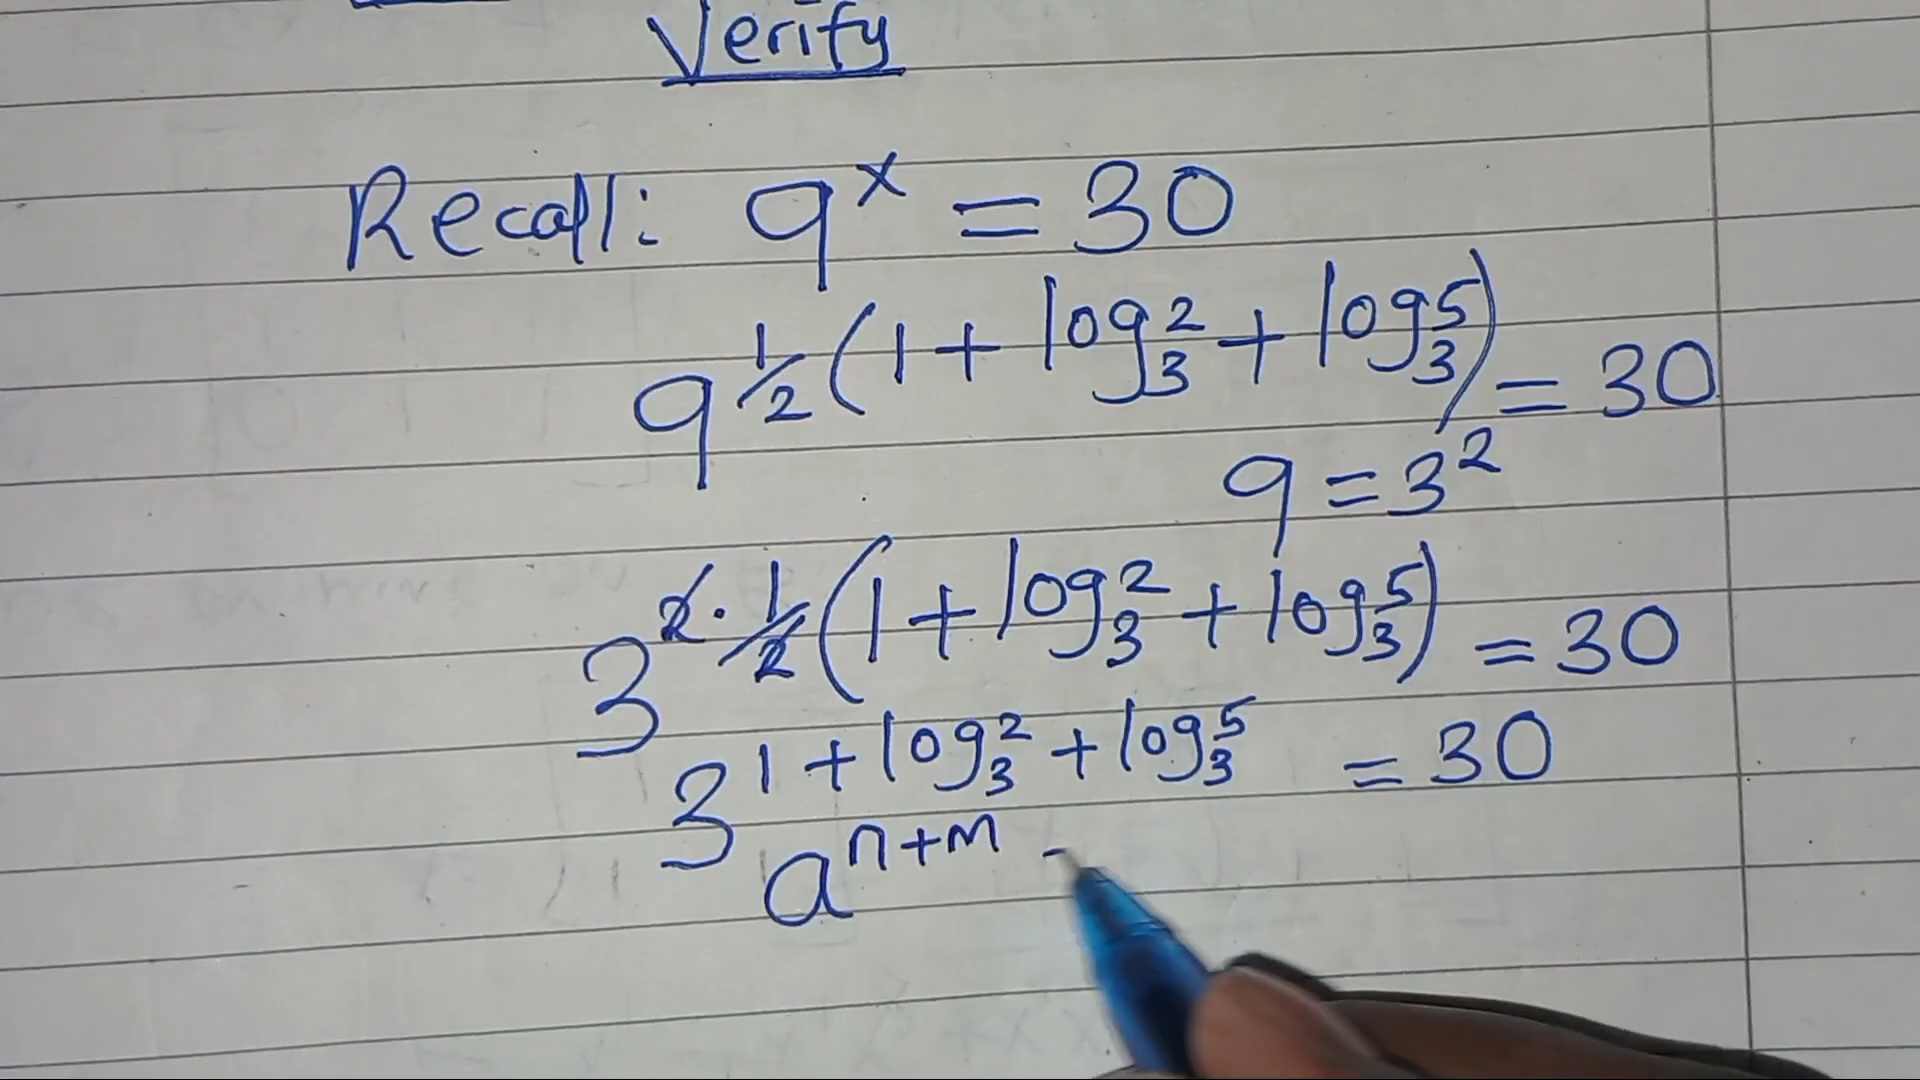 Verify
Recall: 9^x = 30
9^{1/2(1 + log_3^2 + log_3^5)} = 30
9 = 3^2
3^{2·1/2(1 + log_3^2 + log_3^5)} = 30
3^{1 + log_3^2 + log_3^5} = 30
a^{n+m} -